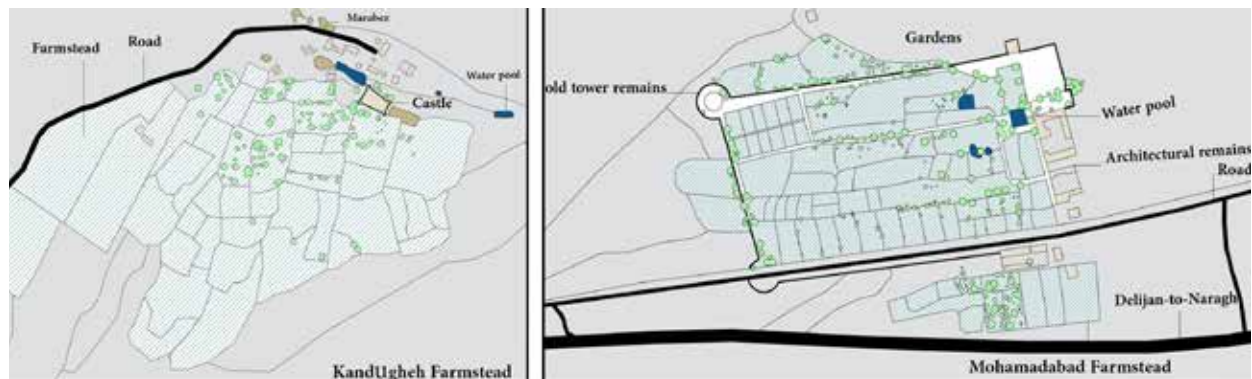 Marabez
Farmstead
Road
Water pool
Castle
KandUgheh Farmstead
Gardens
old tower remains
Water pool
Architectural remains
Road
Delijan-to-Naragh
Mohamadabad Farmstead